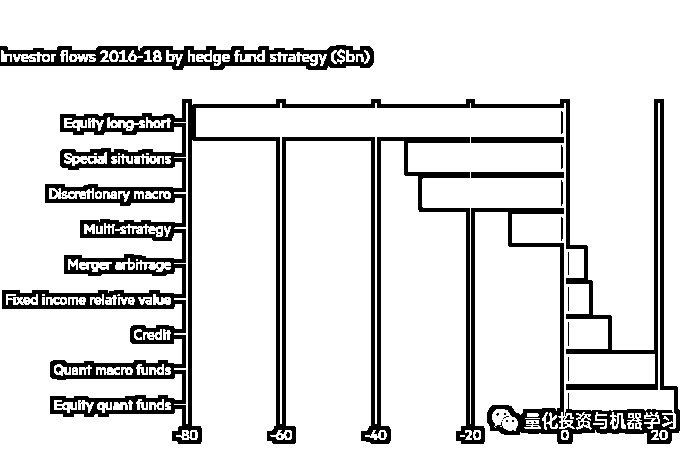 Investor flows 2016-18 by hedge fund strategy ($bn)
Equity long-short
Special situations
Discretionary macro
Multi-strategy
Merger arbitrage
Fixed income relative value
Credit
Quant macro funds
Equity quant funds
量化投资与机器学习
-80 -60 -40 -20 0 20